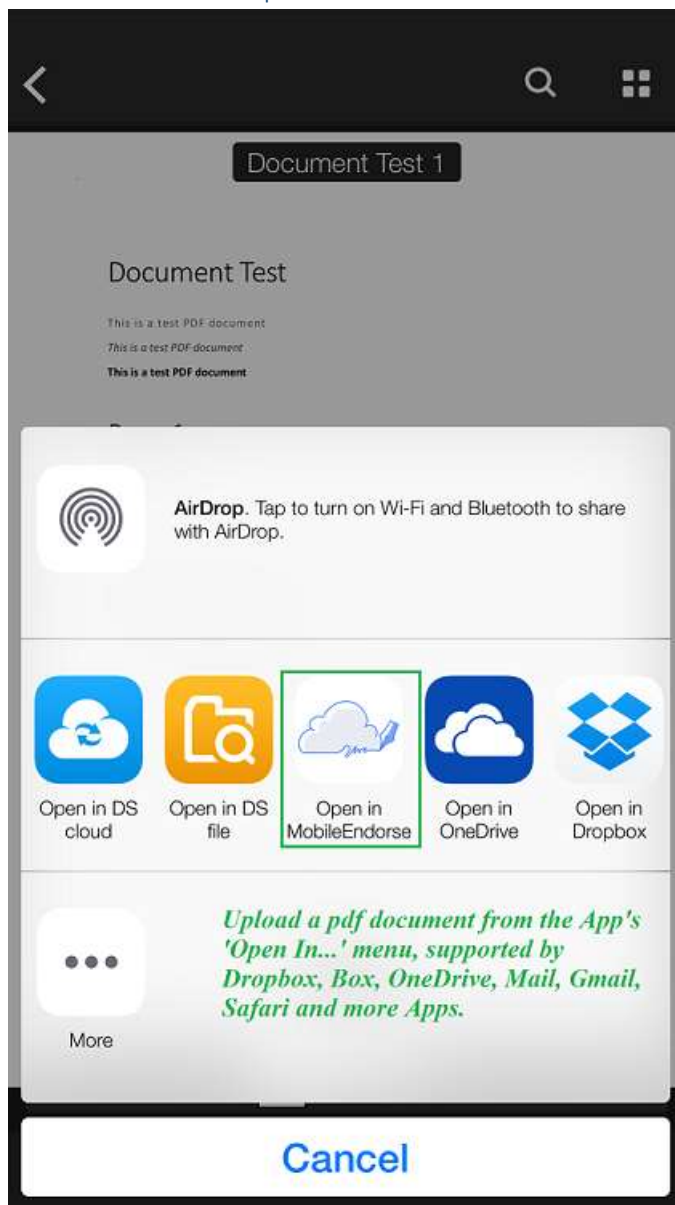 Document Test 1
Document Test
This is a test PDF document
This is a test PDF document
This is a test PDF document
AirDrop. Tap to turn on Wi-Fi and Bluetooth to share
with AirDrop.
Open in DS
cloud
Open in DS
file
Open in
MobileEndorse
Open in
OneDrive
Open in
Dropbox
Upload a pdf document from the App's
'Open In...' menu, supported by
Dropbox, Box, OneDrive, Mail, Gmail,
Safari and more Apps.
More
Cancel